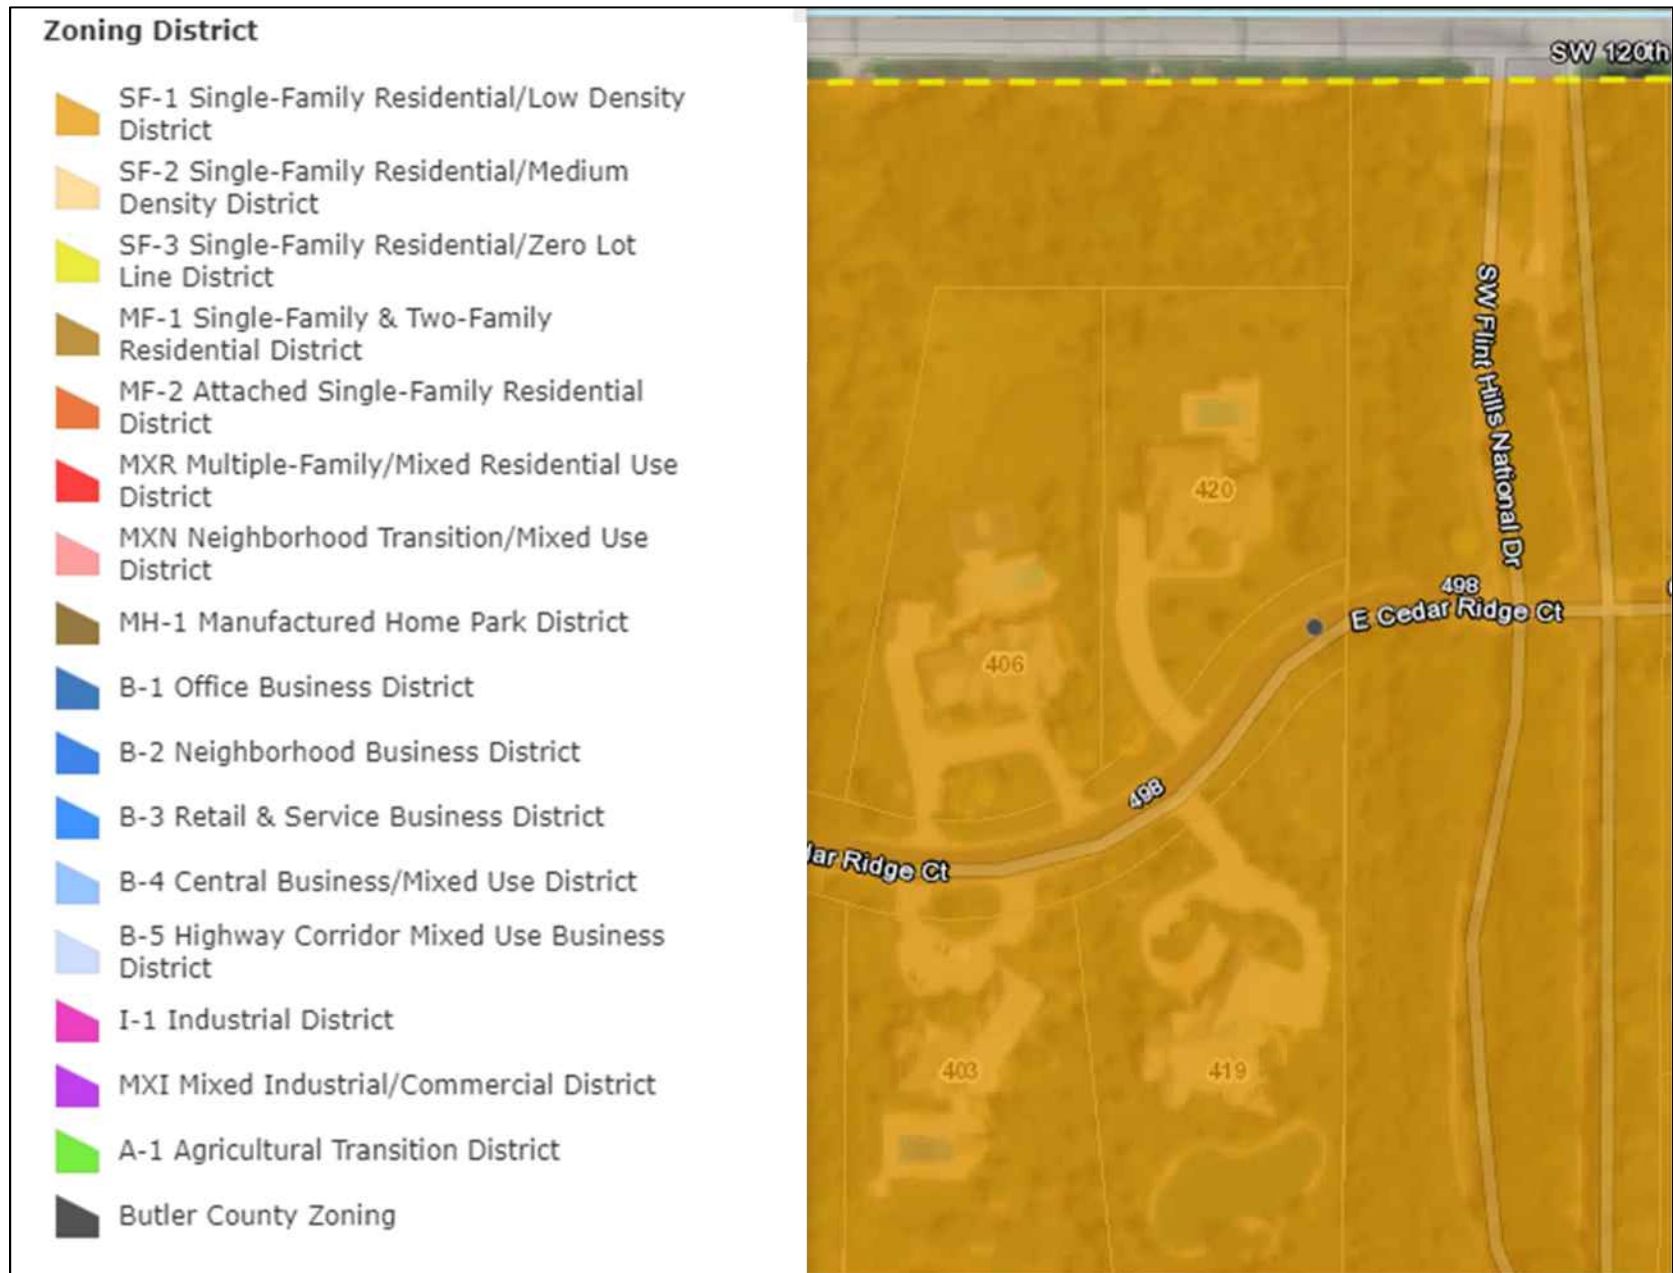 Zoning District
SF-1 Single-Family Residential/Low Density
District
SF-2 Single-Family Residential/Medium
Density District
SF-3 Single-Family Residential/Zero Lot
Line District
MF-1 Single-Family & Two-Family
Residential District
MF-2 Attached Single-Family Residential
District
MXR Multiple-Family/Mixed Residential Use
District
MXN Neighborhood Transition/Mixed Use
District
MH-1 Manufactured Home Park District
B-1 Office Business District
B-2 Neighborhood Business District
B-3 Retail & Service Business District
B-4 Central Business/Mixed Use District
B-5 Highway Corridor Mixed Use Business
District
I-1 Industrial District
MXI Mixed Industrial/Commercial District
A-1 Agricultural Transition District
Butler County Zoning
SW 120th
SW Flint Hills National Dr
420
498
E Cedar Ridge Ct
406
498
lar Ridge Ct
403
419